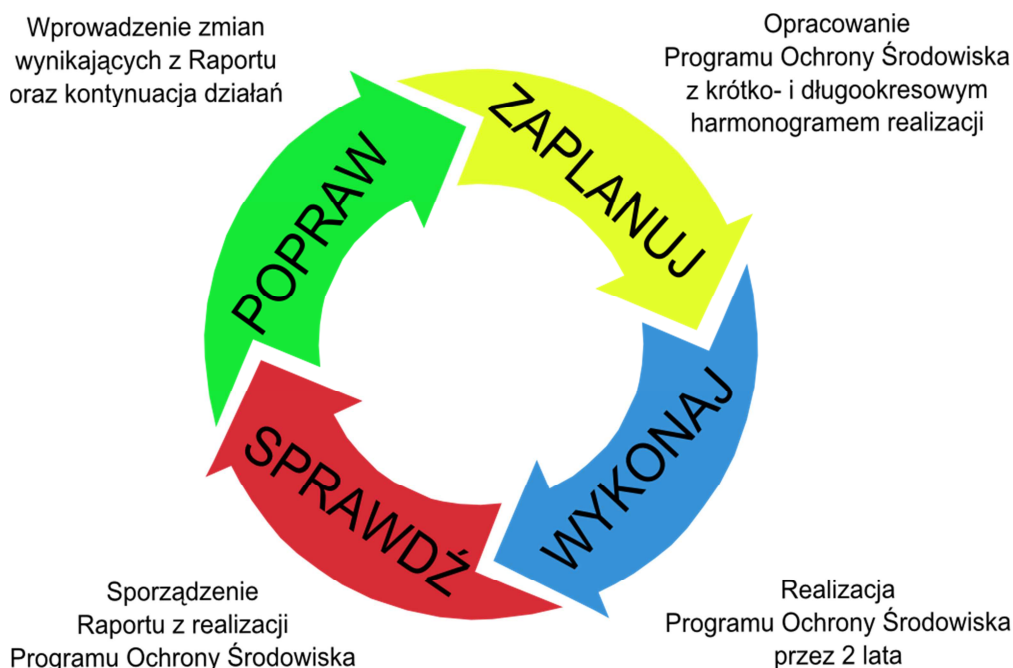 Wprowadzenie zmian
wynikających z Raportu
oraz kontynuacja działań
Opracowanie
Programu Ochrony Środowiska
z krótko- i długookresowym
harmonogramem realizacji
POPRAW
ZAPLANUJ
SPRAWDŹ
WYKONAJ
Sporządzenie
Raportu z realizacji
Programu Ochrony Środowiska
Realizacja
Programu Ochrony Środowiska
przez 2 lata